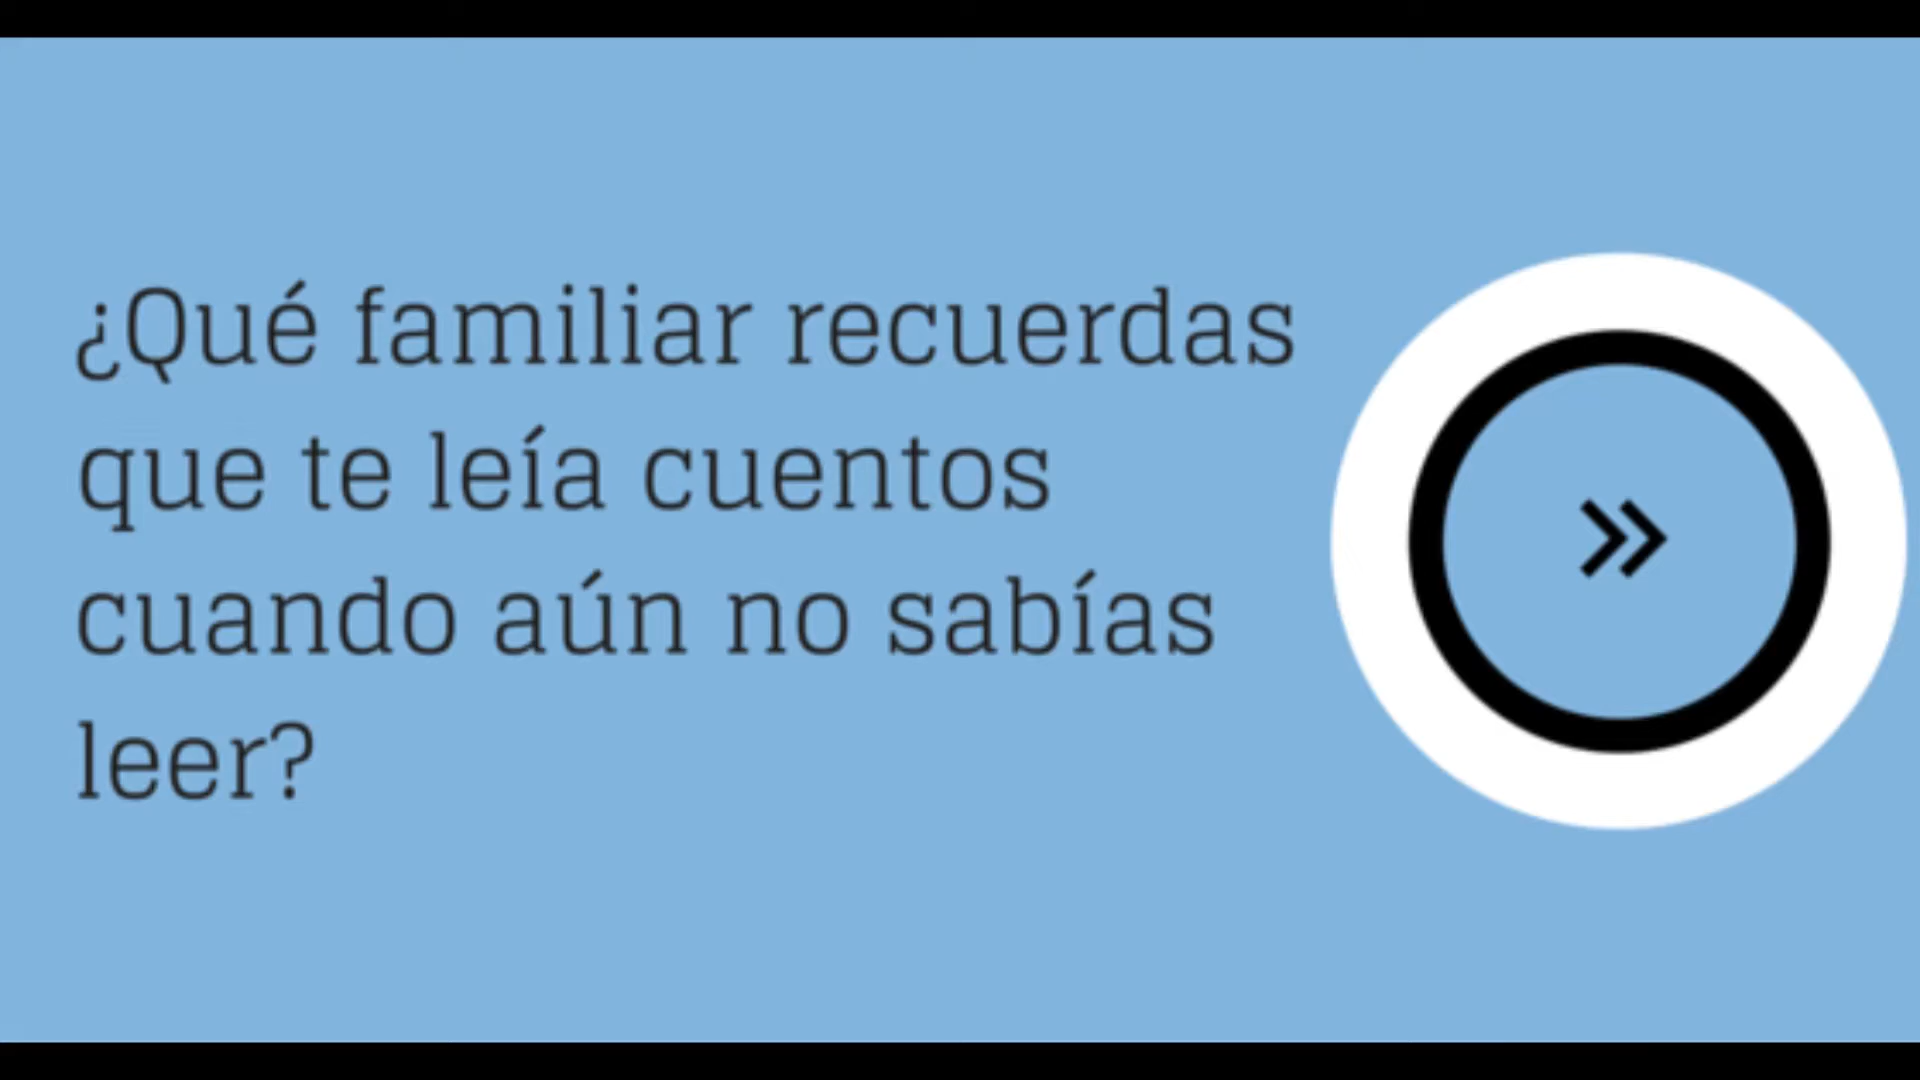 ¿Qué familiar recuerdas
que te leía cuentos
cuando aún no sabías
leer?